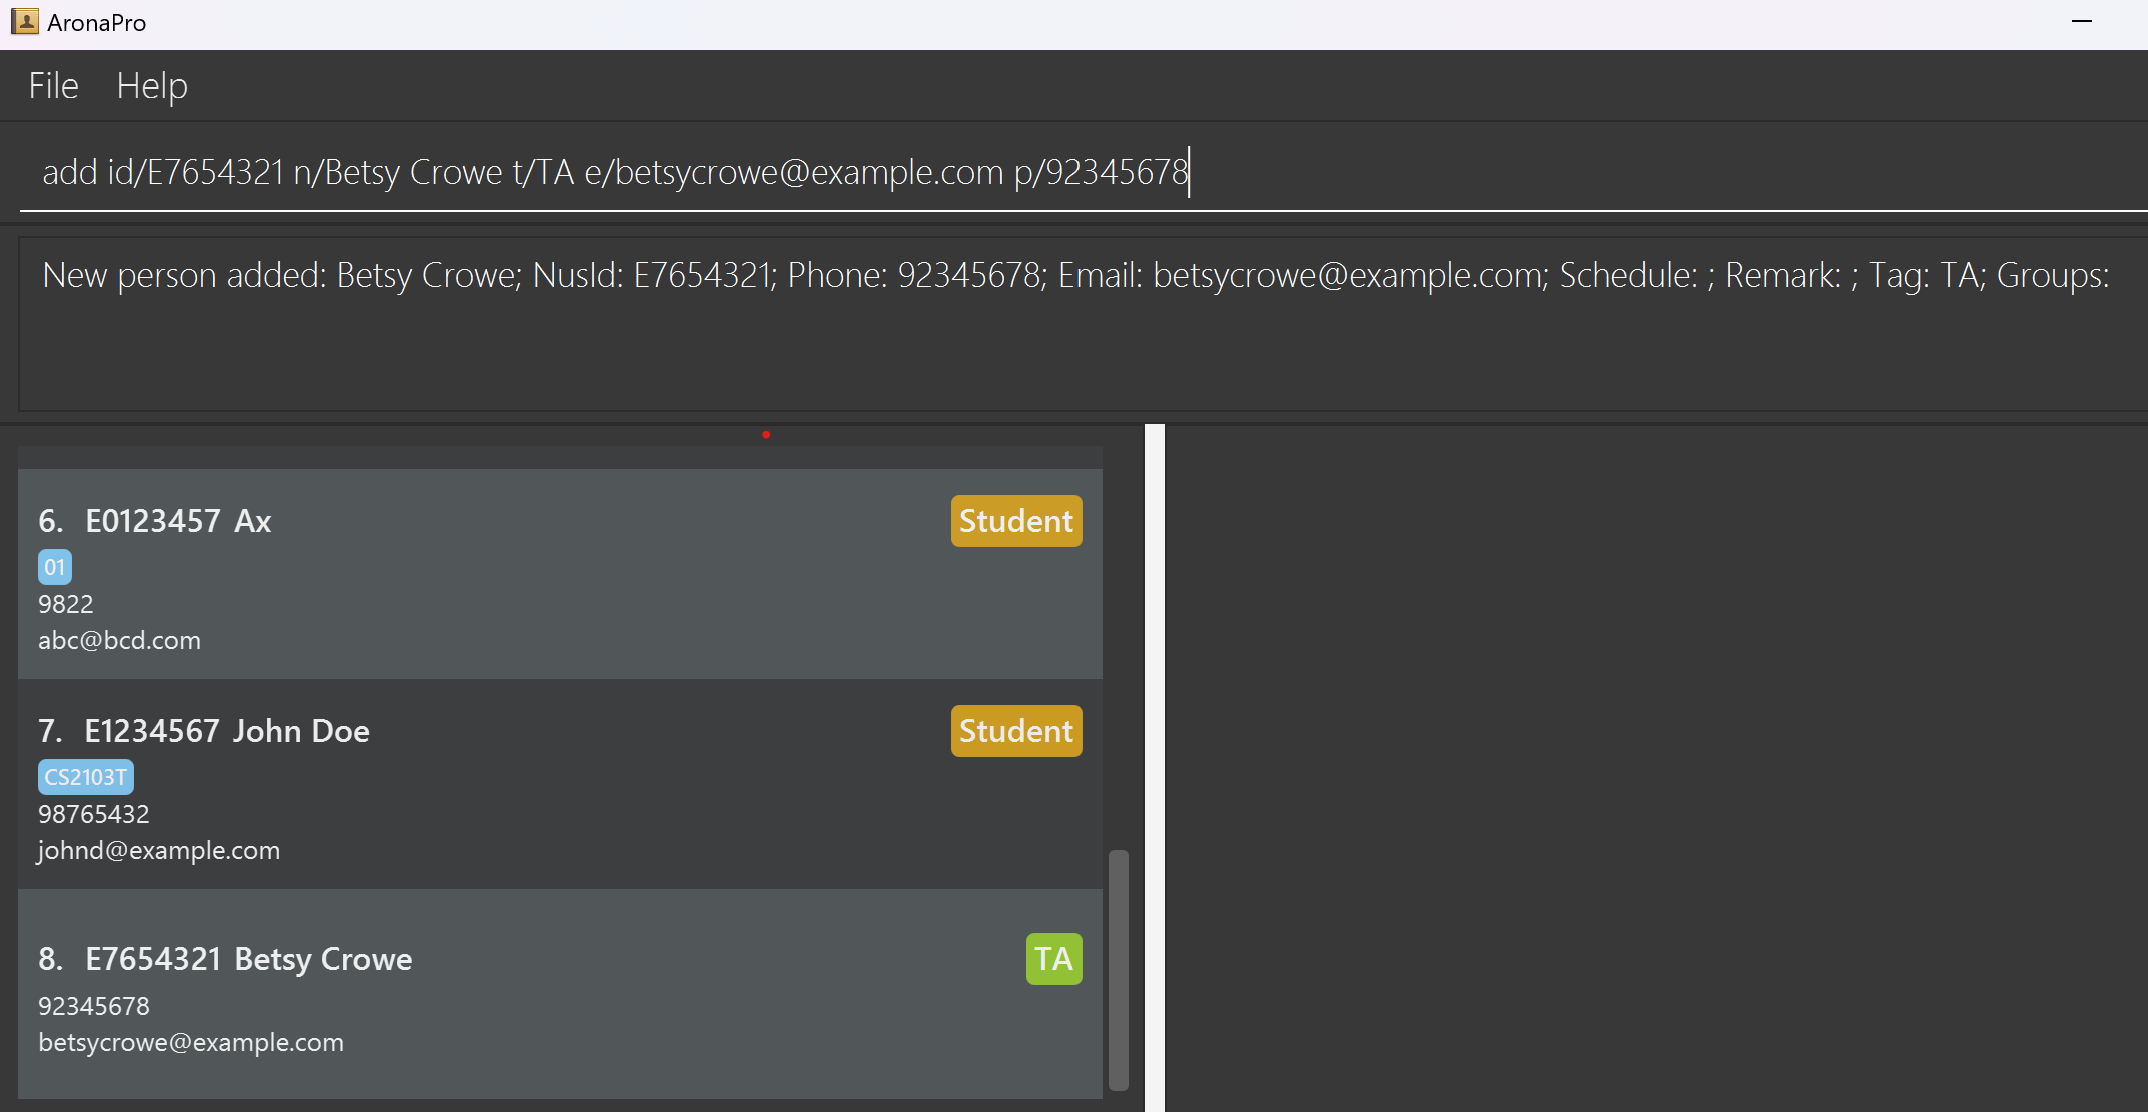 AronaPro
File Help
add id/E7654321 n/Betsy Crowe t/TA e/betsycrowe@example.com p/92345678
New person added: Betsy Crowe; NusId: E7654321; Phone: 92345678; Email: betsycrowe@example.com; Schedule: ; Remark: ; Tag: TA; Groups:
6. E0123457 Ax Student
01
9822
abc@bcd.com
7. E1234567 John Doe Student
CS2103T
98765432
johnd@example.com
8. E7654321 Betsy Crowe TA
92345678
betsycrowe@example.com